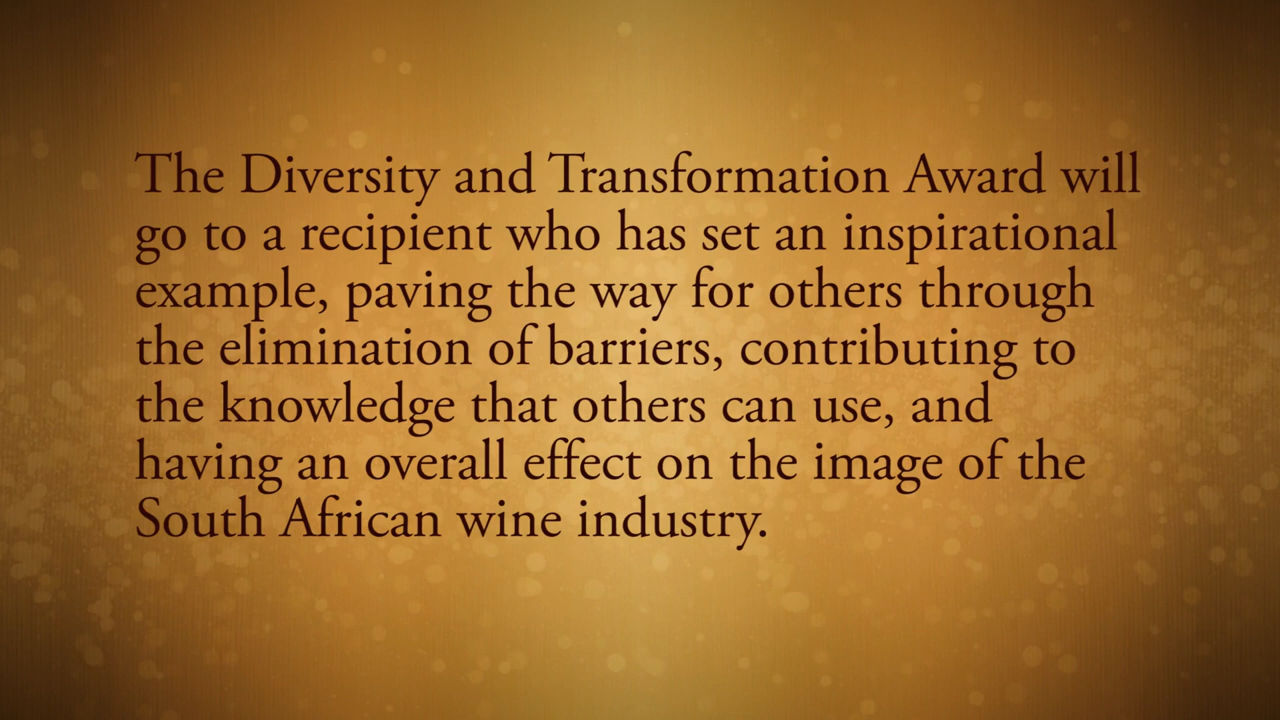 The Diversity and Transformation Award will
go to a recipient who has set an inspirational
example, paving the way for others through
the elimination of barriers, contributing to
the knowledge that others can use, and
having an overall effect on the image of the
South African wine industry.